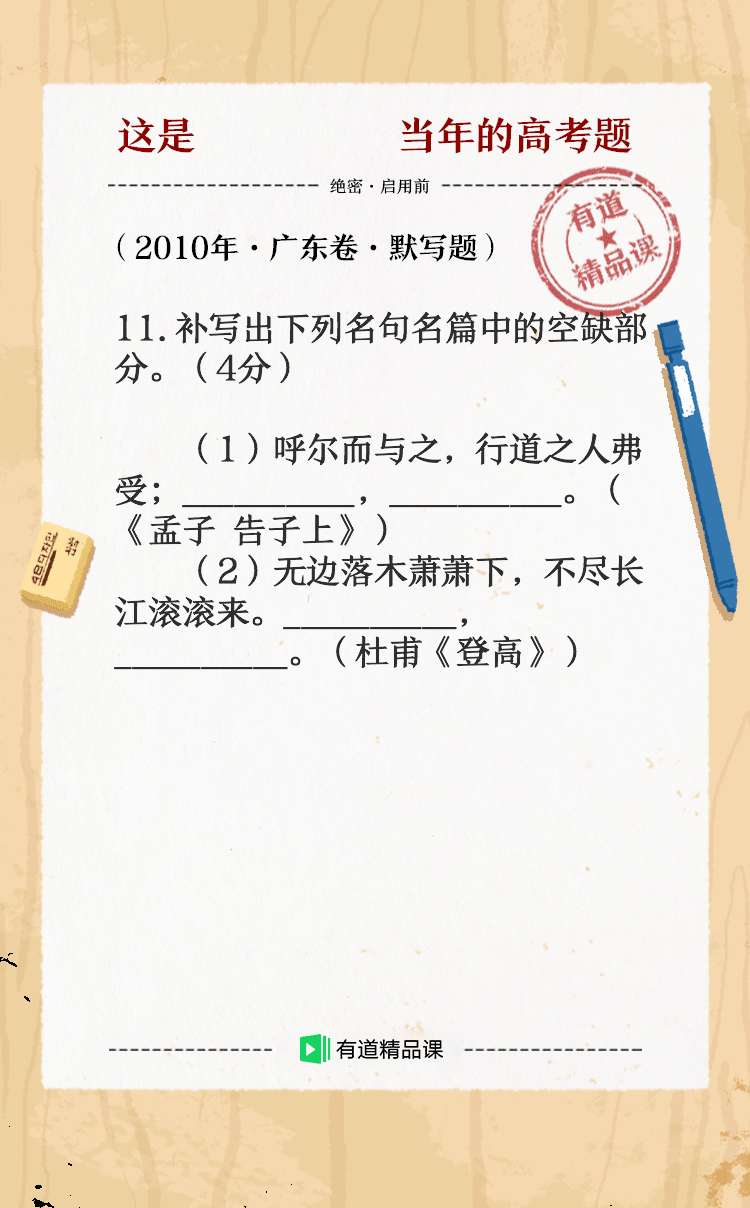 这是 当年的高考题
绝密·启用前
有道
精品课
（2010年·广东卷·默写题）
11.补写出下列名句名篇中的空缺部
分。（4分）
（1）呼尔而与之，行道之人弗
受；__________，__________。（
《孟子 告子上》）
（2）无边落木萧萧下，不尽长
江滚滚来。__________，
__________。（杜甫《登高》）
有道精品课